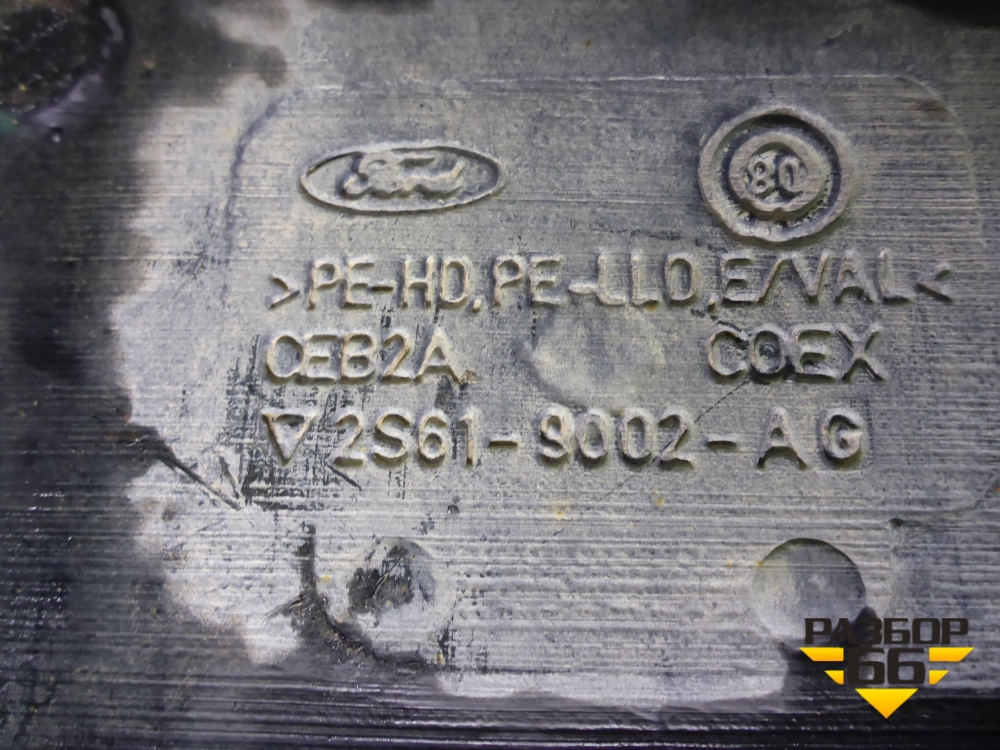 Ford
80
>PE-HD,PE-LLD,E/VAL<
CEB2A COEX
2S61-9002-AG
РАЗБОР
66